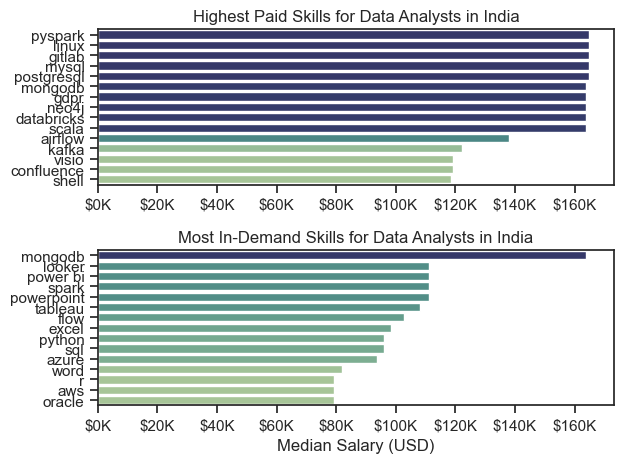 Highest Paid Skills for Data Analysts in India
pyspark
linux
gitlab
mysql
postgresql
mongodb
gdpr
neo4j
databricks
scala
airflow
kafka
visio
confluence
shell
$0K $20K $40K $60K $80K $100K $120K $140K $160K
Most In-Demand Skills for Data Analysts in India
mongodb
looker
power bi
spark
powerpoint
tableau
flow
excel
python
sql
azure
word
r
aws
oracle
$0K $20K $40K $60K $80K $100K $120K $140K $160K
Median Salary (USD)